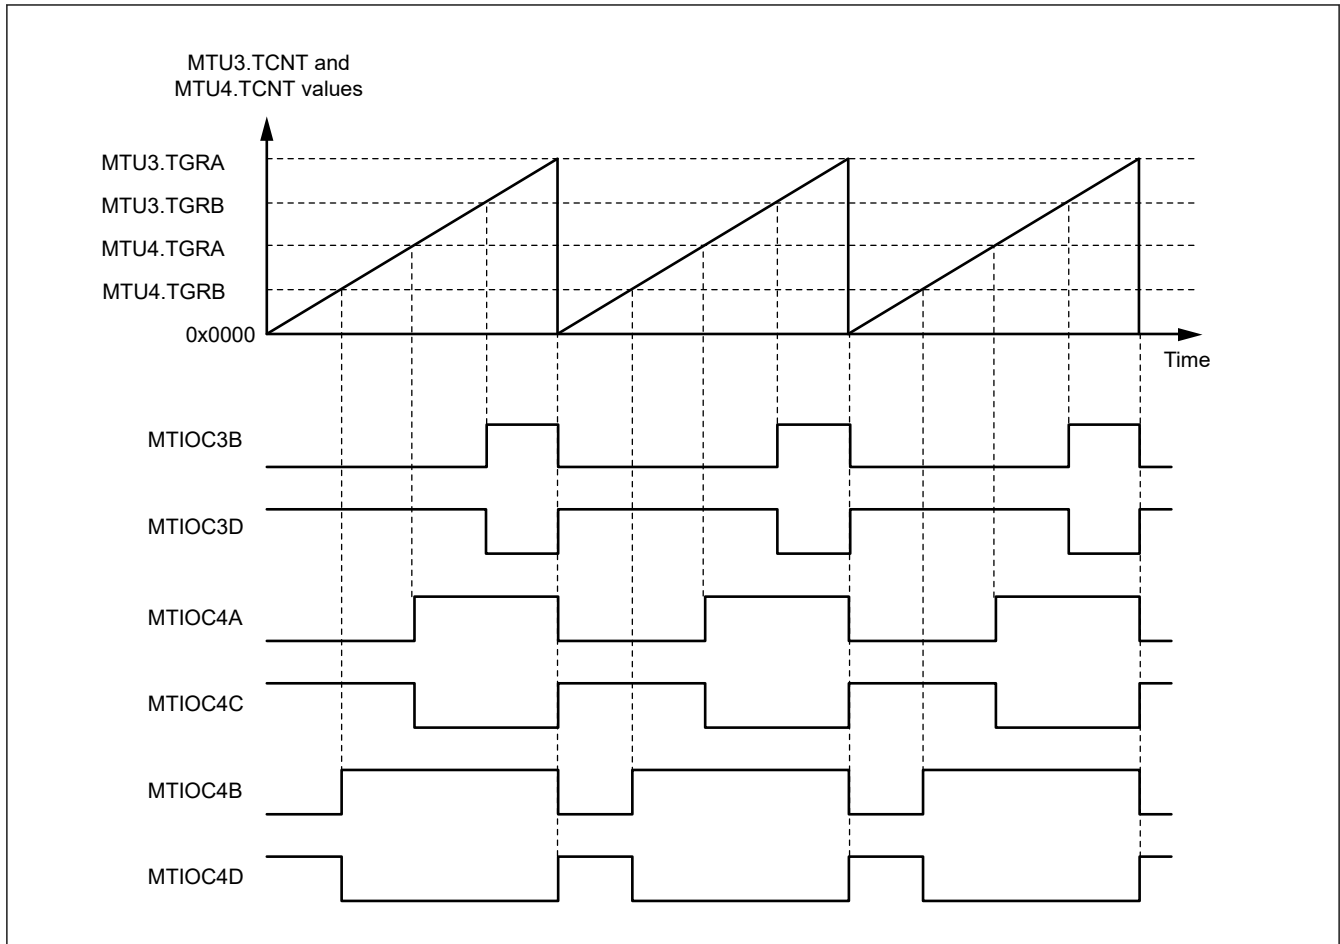 MTU3.TCNT and
MTU4.TCNT values
MTU3.TGRA
MTU3.TGRB
MTU4.TGRA
MTU4.TGRB
0x0000
Time
MTIOC3B
MTIOC3D
MTIOC4A
MTIOC4C
MTIOC4B
MTIOC4D